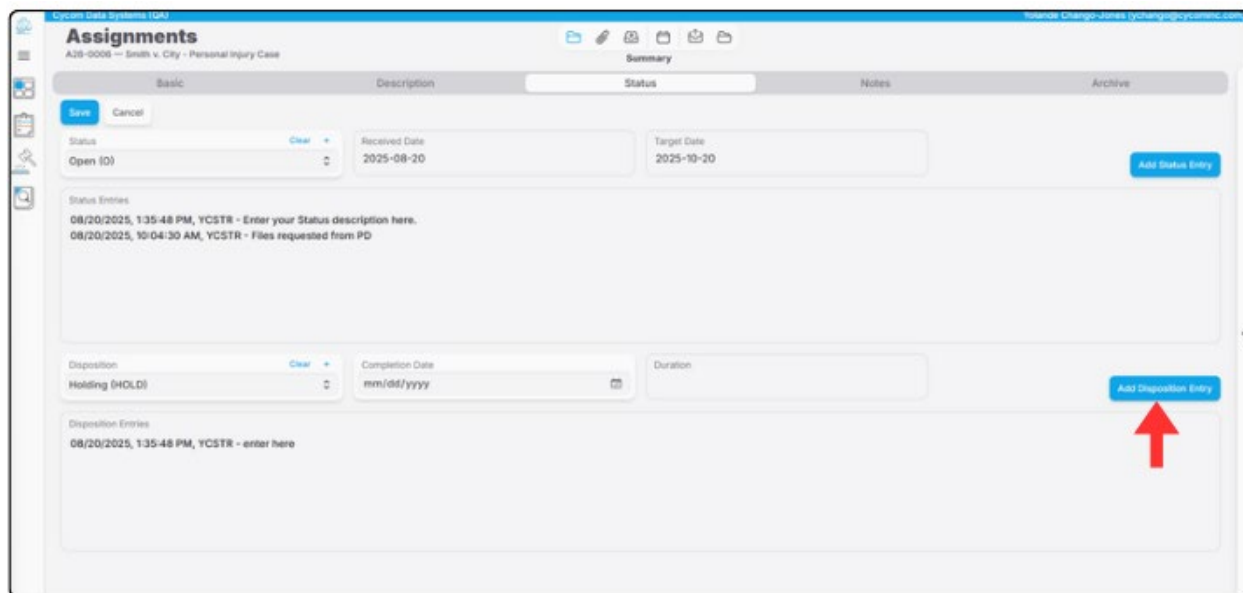 Cycom Data Systems (QA) Yolande Chango-Jones (ychango@cycominc.com)
Assignments
A26-0006 — Smith v. City - Personal Injury Case
Summary
Basic Description Status Notes Archive
Save Cancel
Status Clear + Received Date Target Date
Open (O) 2025-08-20 2025-10-20
Add Status Entry
Status Entries
08/20/2025, 1:35:48 PM, YCSTR - Enter your Status description here.
08/20/2025, 10:04:30 AM, YCSTR - Files requested from PD
Disposition Clear + Completion Date Duration
Holding (HOLD) mm/dd/yyyy
Add Disposition Entry
Disposition Entries
08/20/2025, 1:35:48 PM, YCSTR - enter here